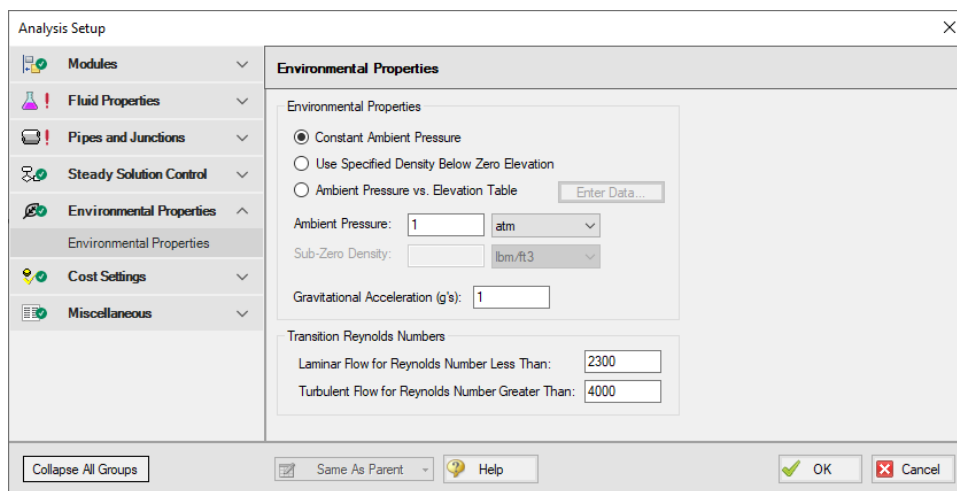 Analysis Setup
Modules
Fluid Properties
Pipes and Junctions
Steady Solution Control
Environmental Properties
Environmental Properties
Cost Settings
Miscellaneous
Environmental Properties
Environmental Properties
Constant Ambient Pressure
Use Specified Density Below Zero Elevation
Ambient Pressure vs. Elevation Table Enter Data...
Ambient Pressure: 1 atm
Sub-Zero Density: lbm/ft3
Gravitational Acceleration (g's): 1
Transition Reynolds Numbers
Laminar Flow for Reynolds Number Less Than: 2300
Turbulent Flow for Reynolds Number Greater Than: 4000
Collapse All Groups Same As Parent Help OK Cancel